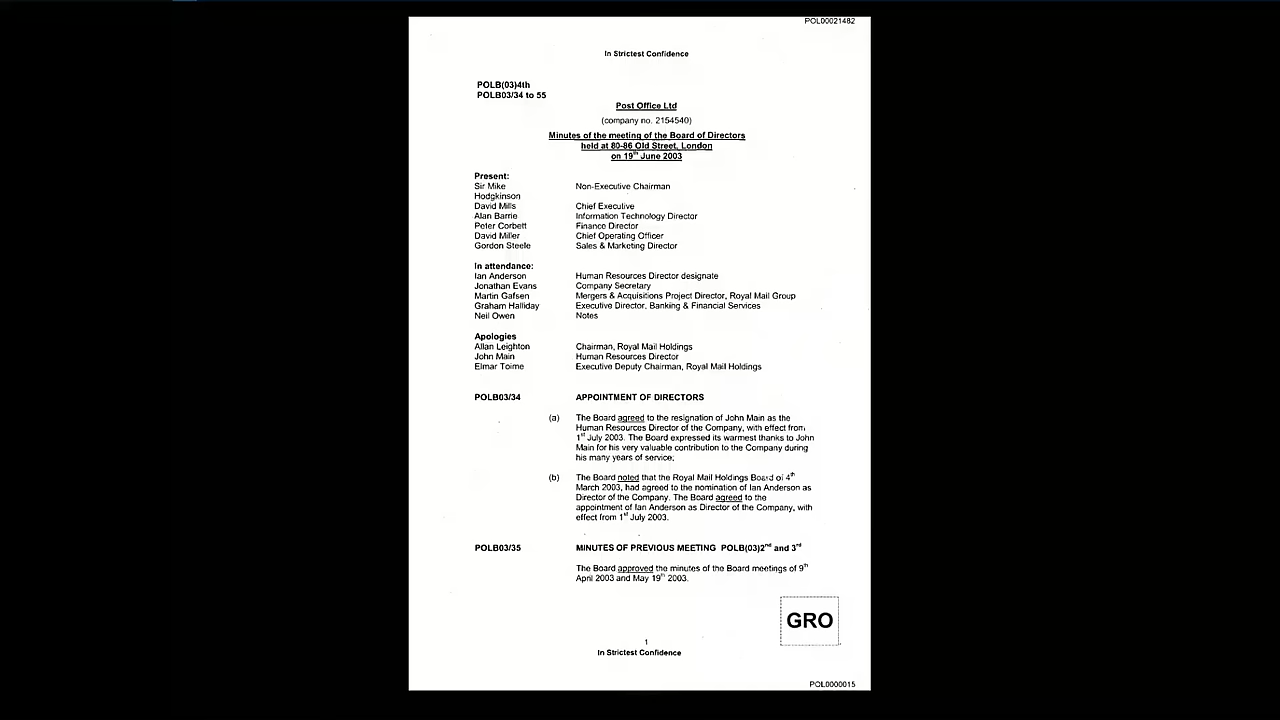 POL00021482
In Strictest Confidence
POLB(03)4th
POLB03/34 to 55
Post Office Ltd
(company no. 2154540)
Minutes of the meeting of the Board of Directors
held at 80-86 Old Street, London
on 19th June 2003
Present:
Sir Mike Hodgkinson Non-Executive Chairman
David Mills Chief Executive
Alan Barrie Information Technology Director
Peter Corbett Finance Director
David Miller Chief Operating Officer
Gordon Steele Sales & Marketing Director
In attendance:
Ian Anderson Human Resources Director designate
Jonathan Evans Company Secretary
Martin Gafsen Mergers & Acquisitions Project Director, Royal Mail Group
Graham Halliday Executive Director, Banking & Financial Services
Neil Owen Notes
Apologies
Allan Leighton Chairman, Royal Mail Holdings
John Main Human Resources Director
Elmar Toime Executive Deputy Chairman, Royal Mail Holdings
POLB03/34 APPOINTMENT OF DIRECTORS
(a) The Board agreed to the resignation of John Main as the
Human Resources Director of the Company, with effect from
1st July 2003. The Board expressed its warmest thanks to John
Main for his very valuable contribution to the Company during
his many years of service;
(b) The Board noted that the Royal Mail Holdings Board of 4th
March 2003, had agreed to the nomination of Ian Anderson as
Director of the Company. The Board agreed to the
appointment of Ian Anderson as Director of the Company, with
effect from 1st July 2003.
POLB03/35 MINUTES OF PREVIOUS MEETING POLB(03)2nd and 3rd
The Board approved the minutes of the Board meetings of 9th
April 2003 and May 19th 2003.
GRO
1
In Strictest Confidence
POL0000015